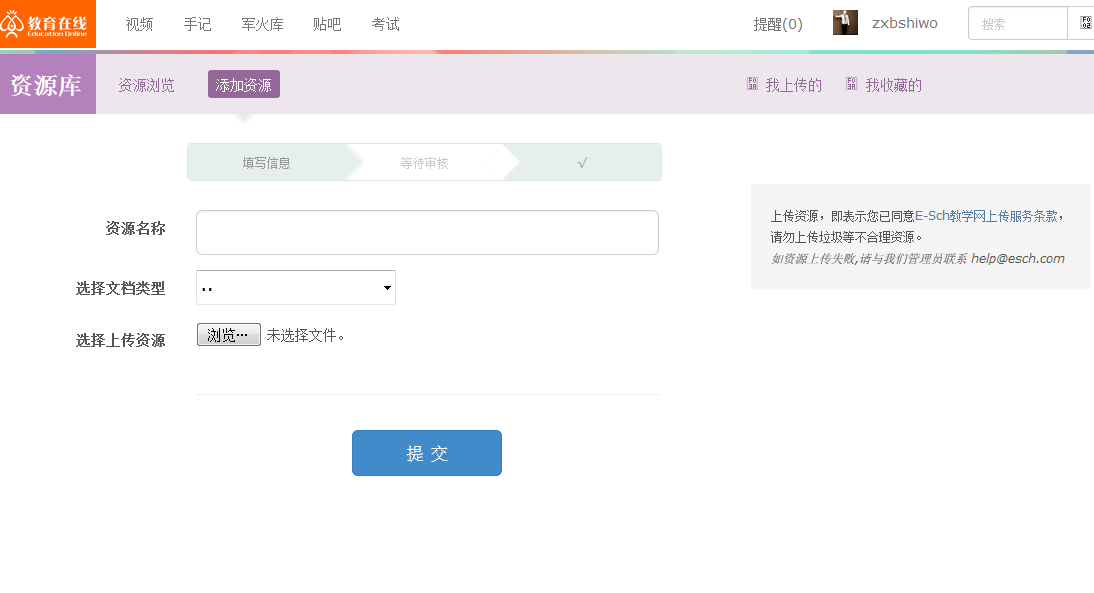 教育在线
Education Online
视频 手记 军火库 贴吧 考试 提醒(0) zxbshiwo 搜索
资源库 资源浏览 添加资源 我上传的 我收藏的
填写信息 等待审核 √
资源名称
选择文档类型 ..
选择上传资源 浏览… 未选择文件。
提 交
上传资源，即表示您已同意E-Sch教学网上传服务条款，
请勿上传垃圾等不合理资源。
如资源上传失败,请与我们管理员联系 help@esch.com